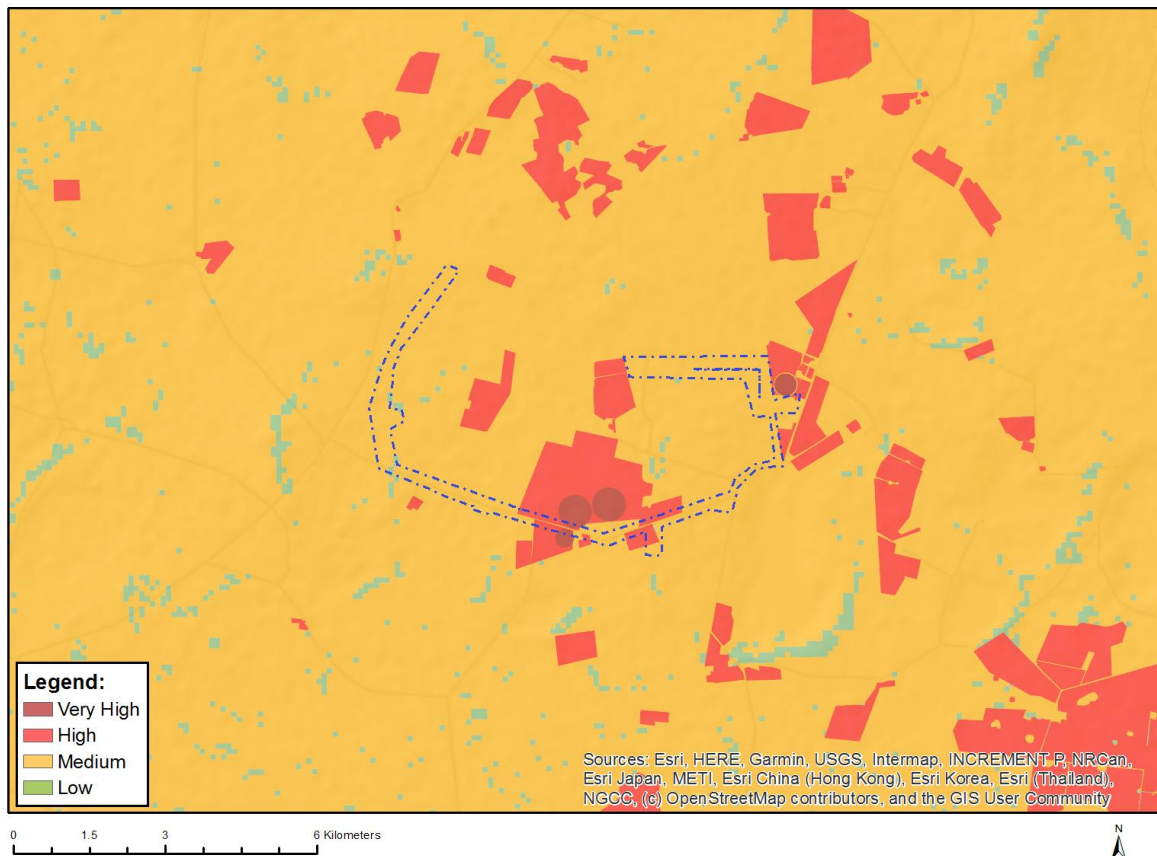 Legend:
Very High
High
Medium
Low
Sources: Esri, HERE, Garmin, USGS, Intermap, INCREMENT P, NRCan,
Esri Japan, METI, Esri China (Hong Kong), Esri Korea, Esri (Thailand),
NGCC, (c) OpenStreetMap contributors, and the GIS User Community
0 1.5 3 6 Kilometers
N